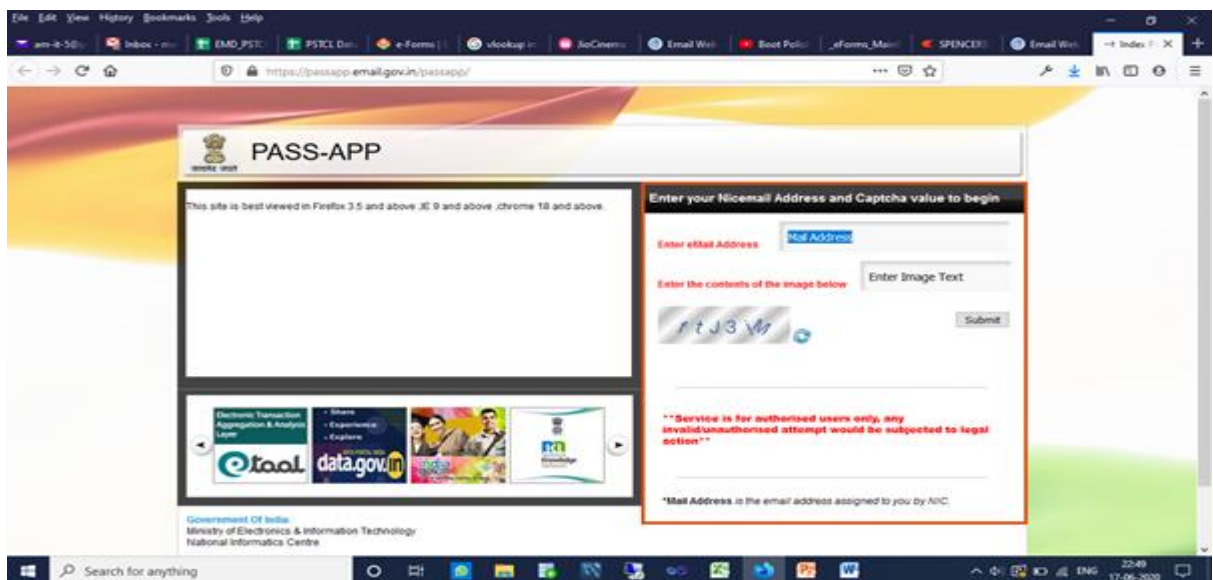 File Edit View History Bookmarks Tools Help
Inbox - EMD_PSTC PSTCL Dat e-Forms vlookup in JioCinema Email Web Boot Polic _eForms_Main SPENCER Email Web Index
https://passapp.email.gov.in/passapp/
PASS-APP
This site is best viewed in Firefox 3.5 and above ,IE 9 and above ,chrome 18 and above.
Electronic Transaction
Aggregation & Analysis
Layer
etaal
• Share
• Experience
• Explore
data.gov.in
Knowledge
Enter your Nicemail Address and Captcha value to begin
Enter eMail Address
Mail Address
Enter the contents of the image below
Enter Image Text
Submit
**Service is for authorised users only, any
invalid/unauthorised attempt would be subjected to legal
action**
*Mail Address is the email address assigned to you by NIC.
Government Of India
Ministry of Electronics & Information Technology
National Informatics Centre
Search for anything
ENG
22:49
17-06-2020